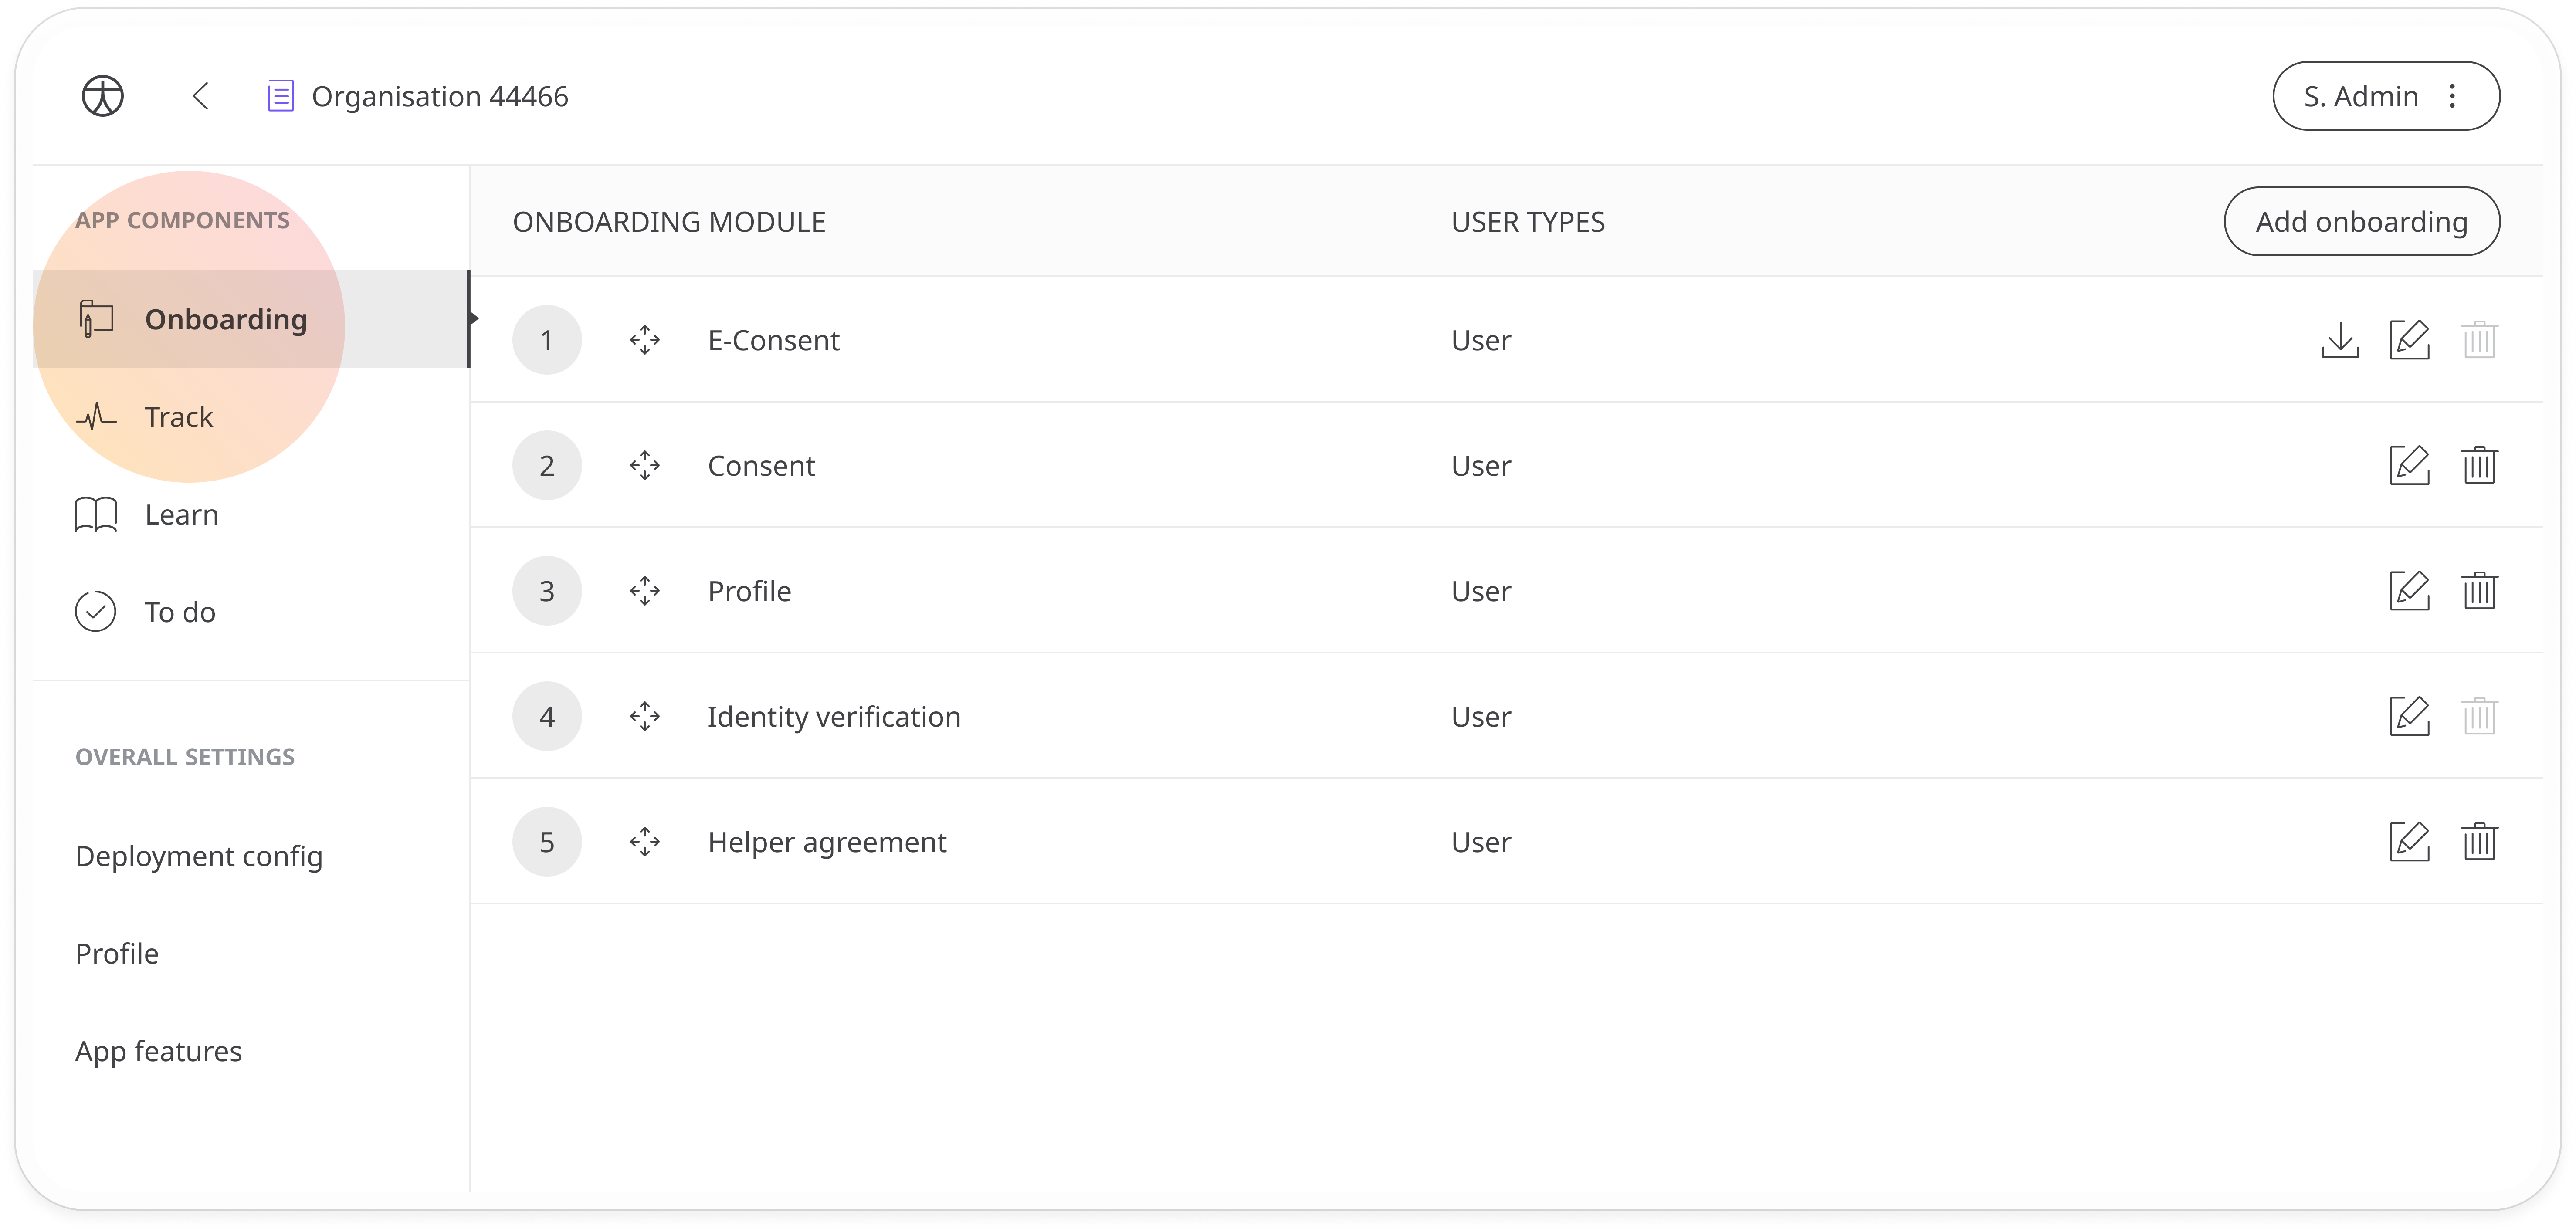 Organisation 44466
S. Admin
APP COMPONENTS
Onboarding
Track
Learn
To do
OVERALL SETTINGS
Deployment config
Profile
App features
ONBOARDING MODULE USER TYPES Add onboarding
1 E-Consent User
2 Consent User
3 Profile User
4 Identity verification User
5 Helper agreement User